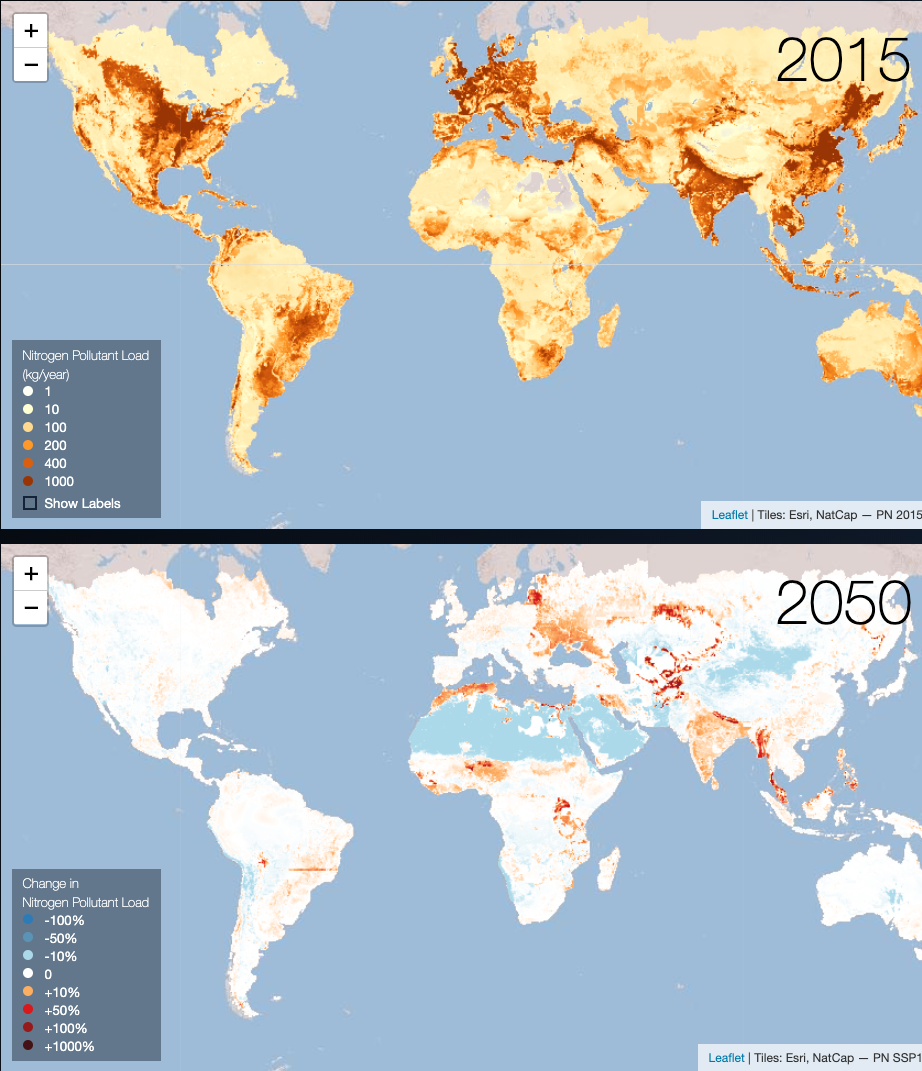 +
−
2015
Nitrogen Pollutant Load
(kg/year)
1
10
100
200
400
1000
Show Labels
Leaflet | Tiles: Esri, NatCap — PN 2015
+
−
2050
Change in
Nitrogen Pollutant Load
-100%
-50%
-10%
0
+10%
+50%
+100%
+1000%
Leaflet | Tiles: Esri, NatCap — PN SSP1